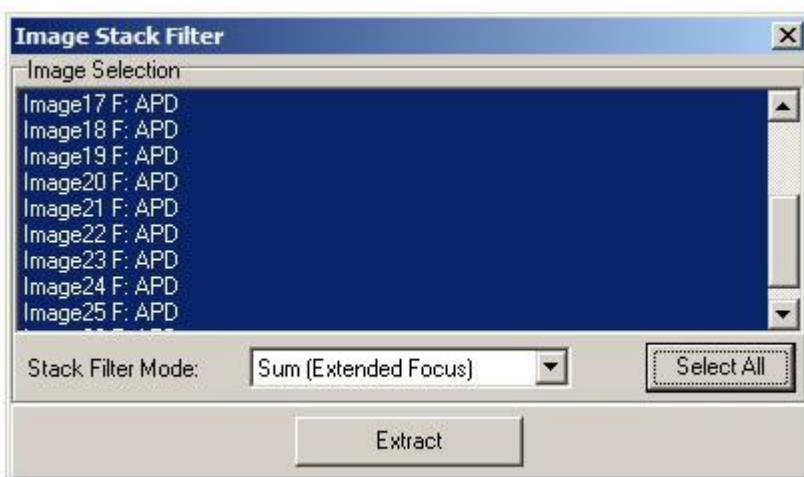 Image Stack Filter
Image Selection
Image17 F: APD
Image18 F: APD
Image19 F: APD
Image20 F: APD
Image21 F: APD
Image22 F: APD
Image23 F: APD
Image24 F: APD
Image25 F: APD
Stack Filter Mode: Sum (Extended Focus) Select All
Extract